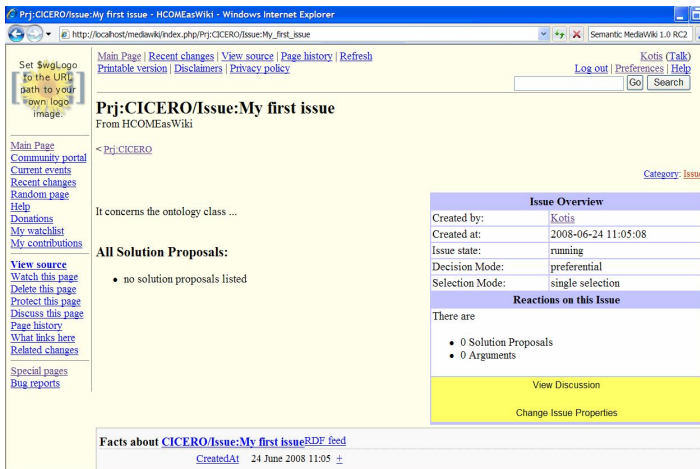 Prj:CICERO/Issue:My first issue - HCOMEasWiki - Windows Internet Explorer
http://localhost/mediawiki/index.php/Prj:CICERO/Issue:My_first_issue
Semantic MediaWiki 1.0 RC2
Set $wgLogo
to the URL
path to your
own logo
image.
Main Page | Recent changes | View source | Page history | Refresh
Printable version | Disclaimers | Privacy policy
Kotis (Talk)
Log out | Preferences | Help
Go Search
Prj:CICERO/Issue:My first issue
From HCOMEasWiki
< Prj:CICERO
Main Page
Community portal
Current events
Recent changes
Random page
Help
Donations
My watchlist
My contributions
View source
Watch this page
Delete this page
Protect this page
Discuss this page
Page history
What links here
Related changes
Special pages
Bug reports
Category: Issue
It concerns the ontology class ...
All Solution Proposals:
• no solution proposals listed
Issue Overview
Created by: Kotis
Created at: 2008-06-24 11:05:08
Issue state: running
Decision Mode: preferential
Selection Mode: single selection
Reactions on this Issue
There are
• 0 Solution Proposals
• 0 Arguments
View Discussion
Change Issue Properties
Facts about CICERO/Issue:My first issue RDF feed
CreatedAt 24 June 2008 11:05 +